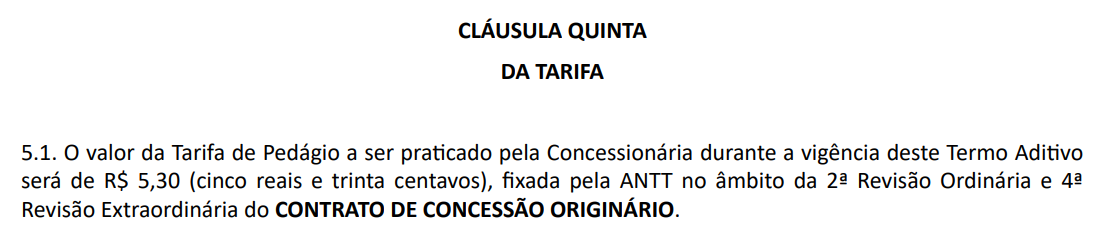 CLÁUSULA QUINTA
DA TARIFA
5.1. O valor da Tarifa de Pedágio a ser praticado pela Concessionária durante a vigência deste Termo Aditivo
será de R$ 5,30 (cinco reais e trinta centavos), fixada pela ANTT no âmbito da 2ª Revisão Ordinária e 4ª
Revisão Extraordinária do CONTRATO DE CONCESSÃO ORIGINÁRIO.